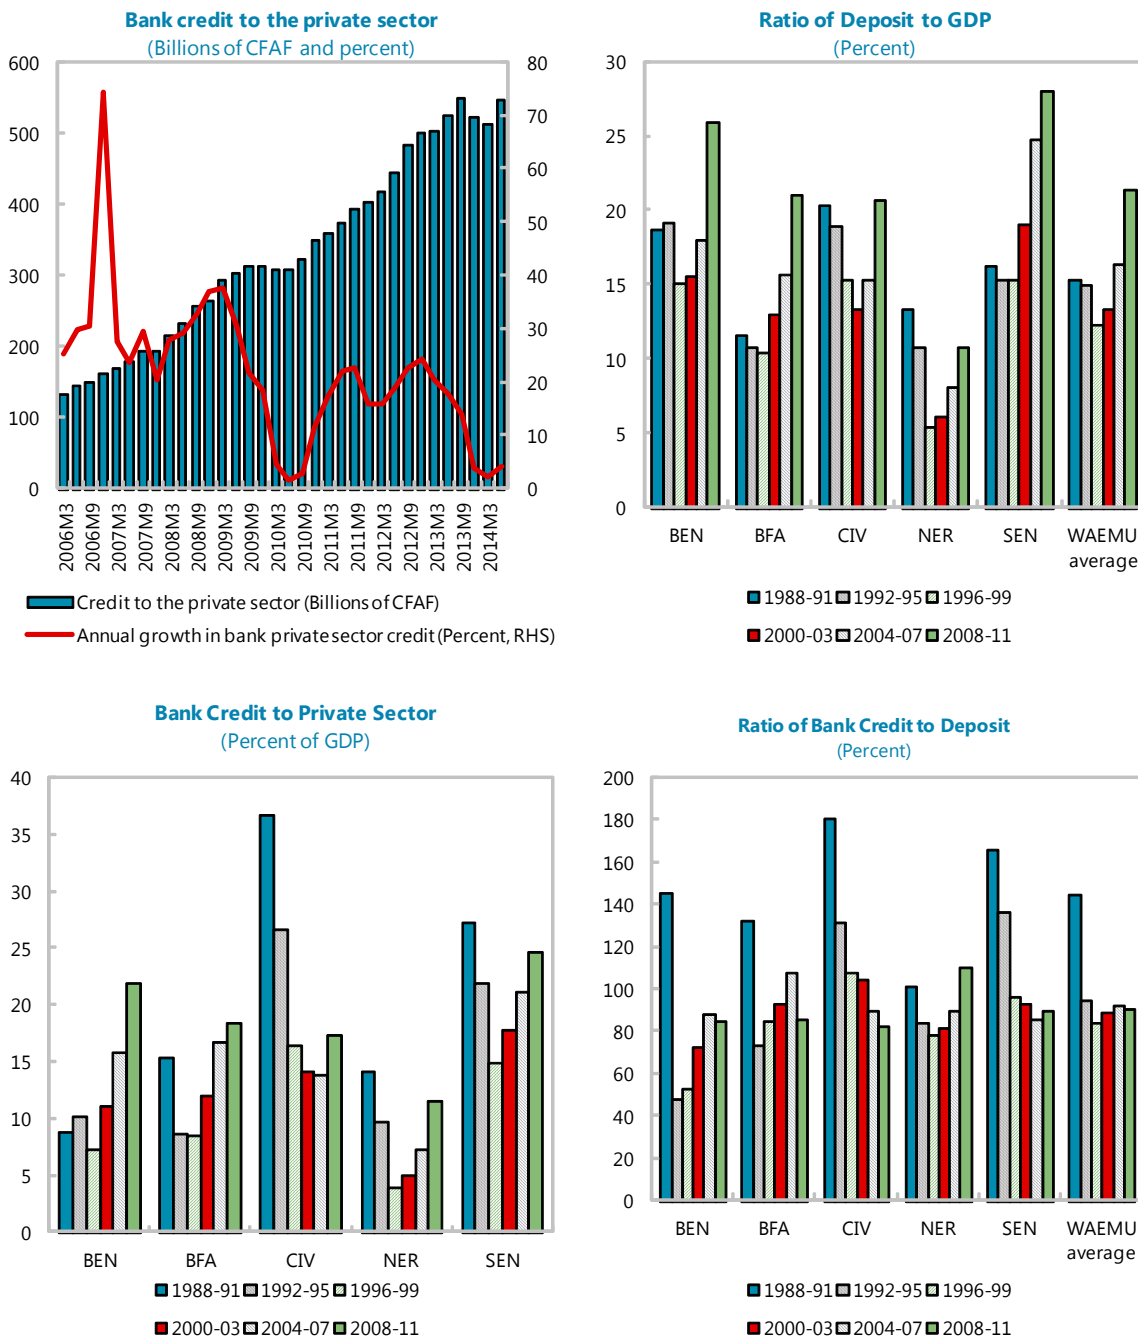 Bank credit to the private sector
(Billions of CFAF and percent)
600
500
400
300
200
100
0
80
70
60
50
40
30
20
10
0
2006M3
2006M9
2007M3
2007M9
2008M3
2008M9
2009M3
2009M9
2010M3
2010M9
2011M3
2011M9
2012M3
2012M9
2013M3
2013M9
2014M3
Credit to the private sector (Billions of CFAF)
Annual growth in bank private sector credit (Percent, RHS)
Ratio of Deposit to GDP
(Percent)
30
25
20
15
10
5
0
BEN BFA CIV NER SEN WAEMU
average
1988-91 1992-95 1996-99
2000-03 2004-07 2008-11
Bank Credit to Private Sector
(Percent of GDP)
40
35
30
25
20
15
10
5
0
BEN BFA CIV NER SEN
1988-91 1992-95 1996-99
2000-03 2004-07 2008-11
Ratio of Bank Credit to Deposit
(Percent)
200
180
160
140
120
100
80
60
40
20
0
BEN BFA CIV NER SEN WAEMU
average
1988-91 1992-95 1996-99
2000-03 2004-07 2008-11